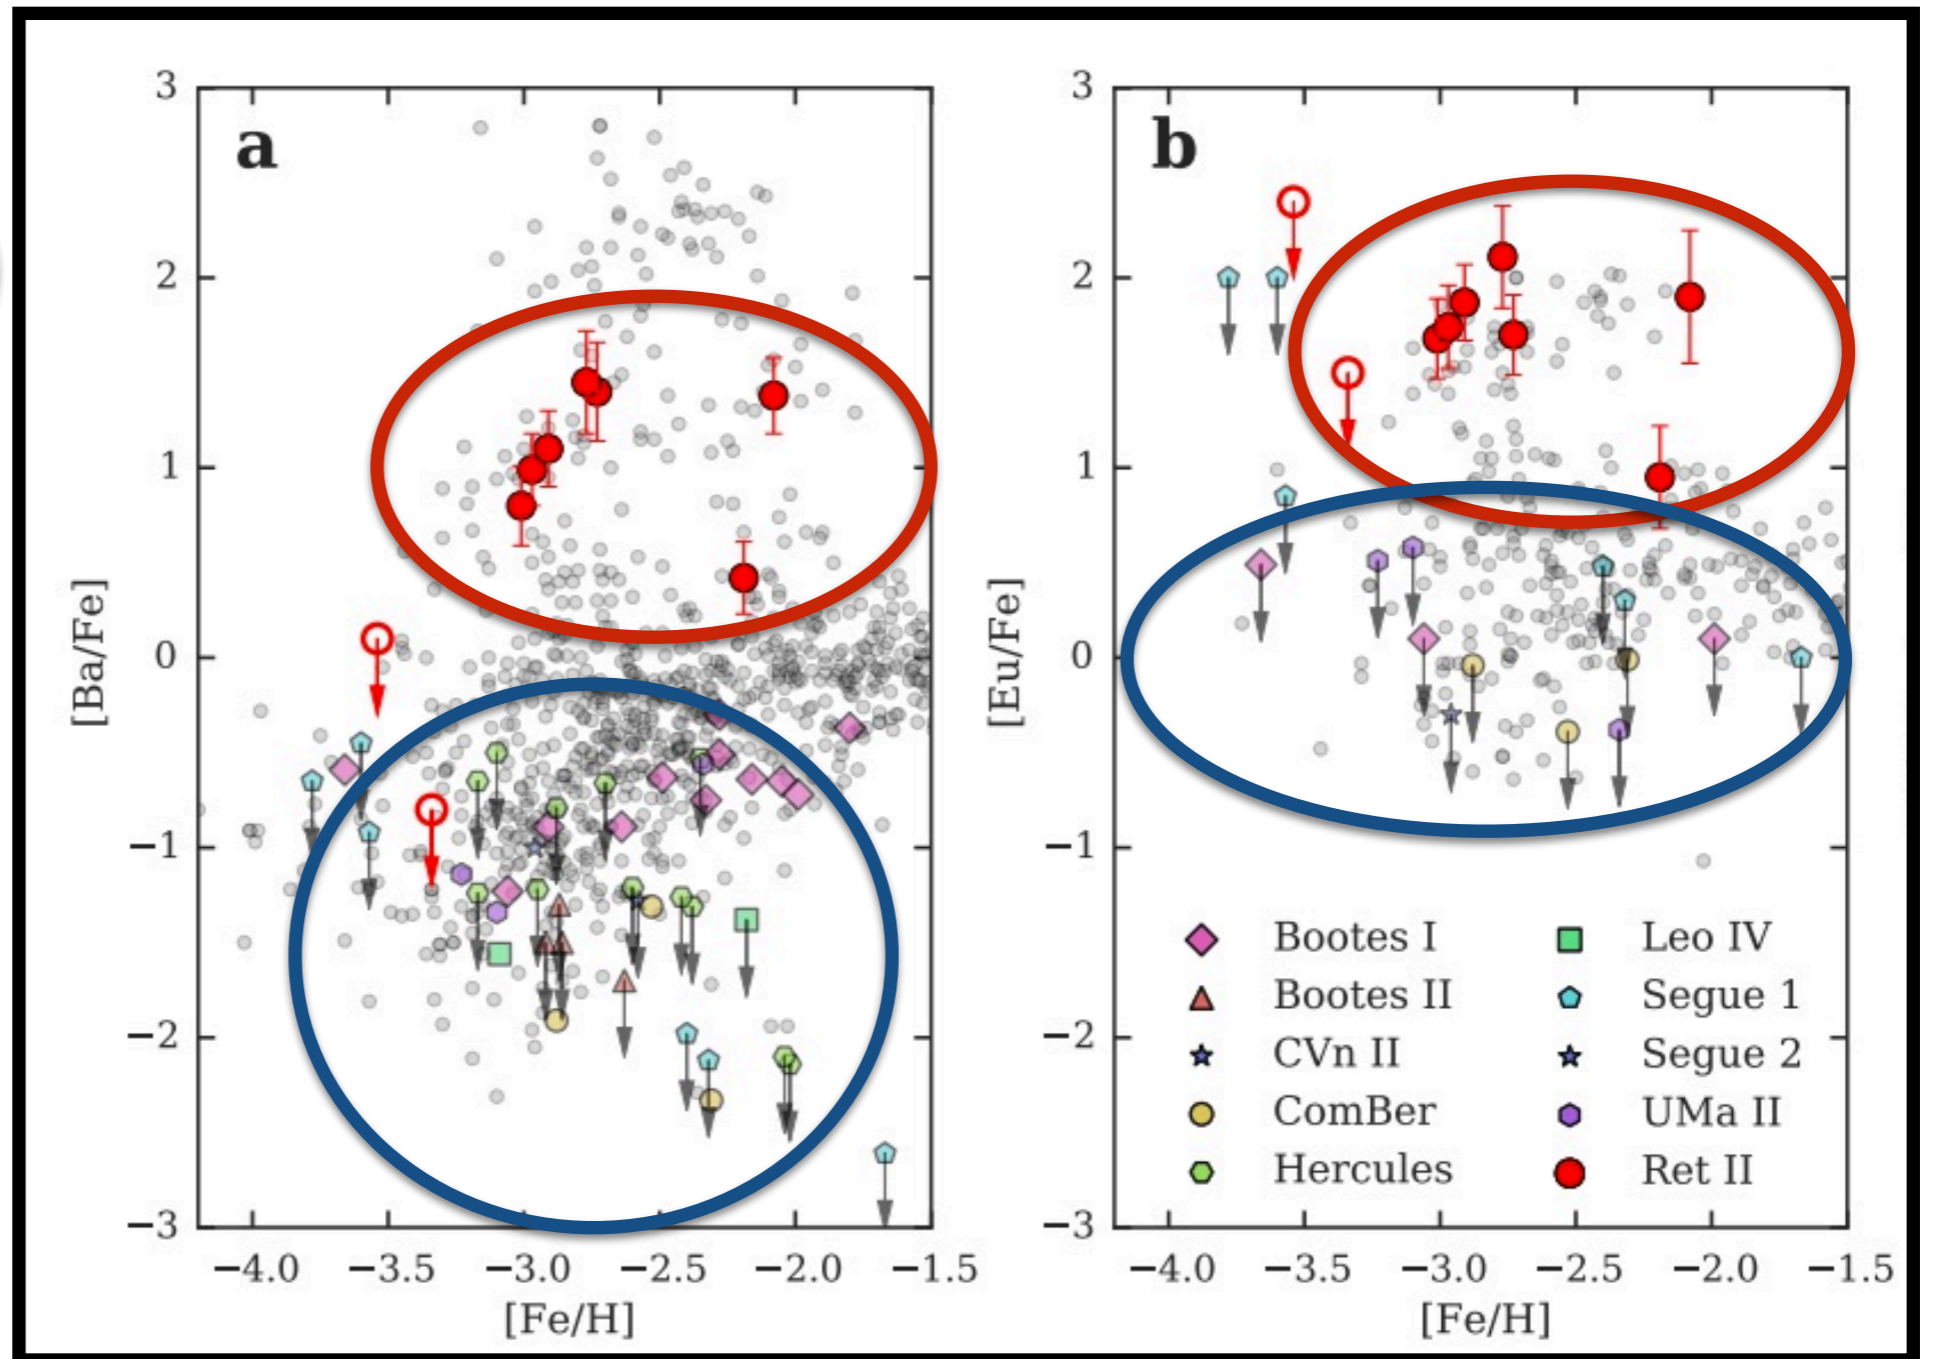 a
3
2
1
0
−1
−2
−3
[Ba/Fe]
−4.0 −3.5 −3.0 −2.5 −2.0 −1.5
[Fe/H]
b
3
2
1
0
−1
−2
−3
[Eu/Fe]
Bootes I
Bootes II
CVn II
ComBer
Hercules
Leo IV
Segue 1
Segue 2
UMa II
Ret II
−4.0 −3.5 −3.0 −2.5 −2.0 −1.5
[Fe/H]